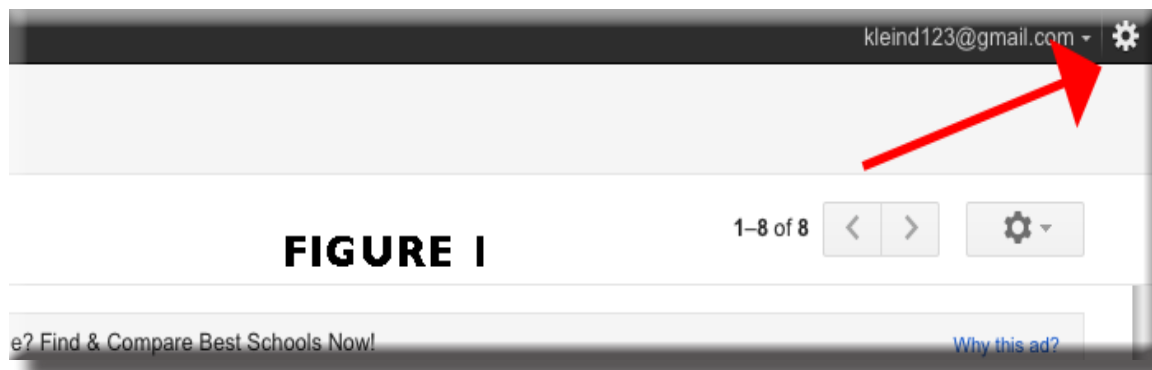 kleind123@gmail.com
1–8 of 8
FIGURE 1
e? Find & Compare Best Schools Now! Why this ad?